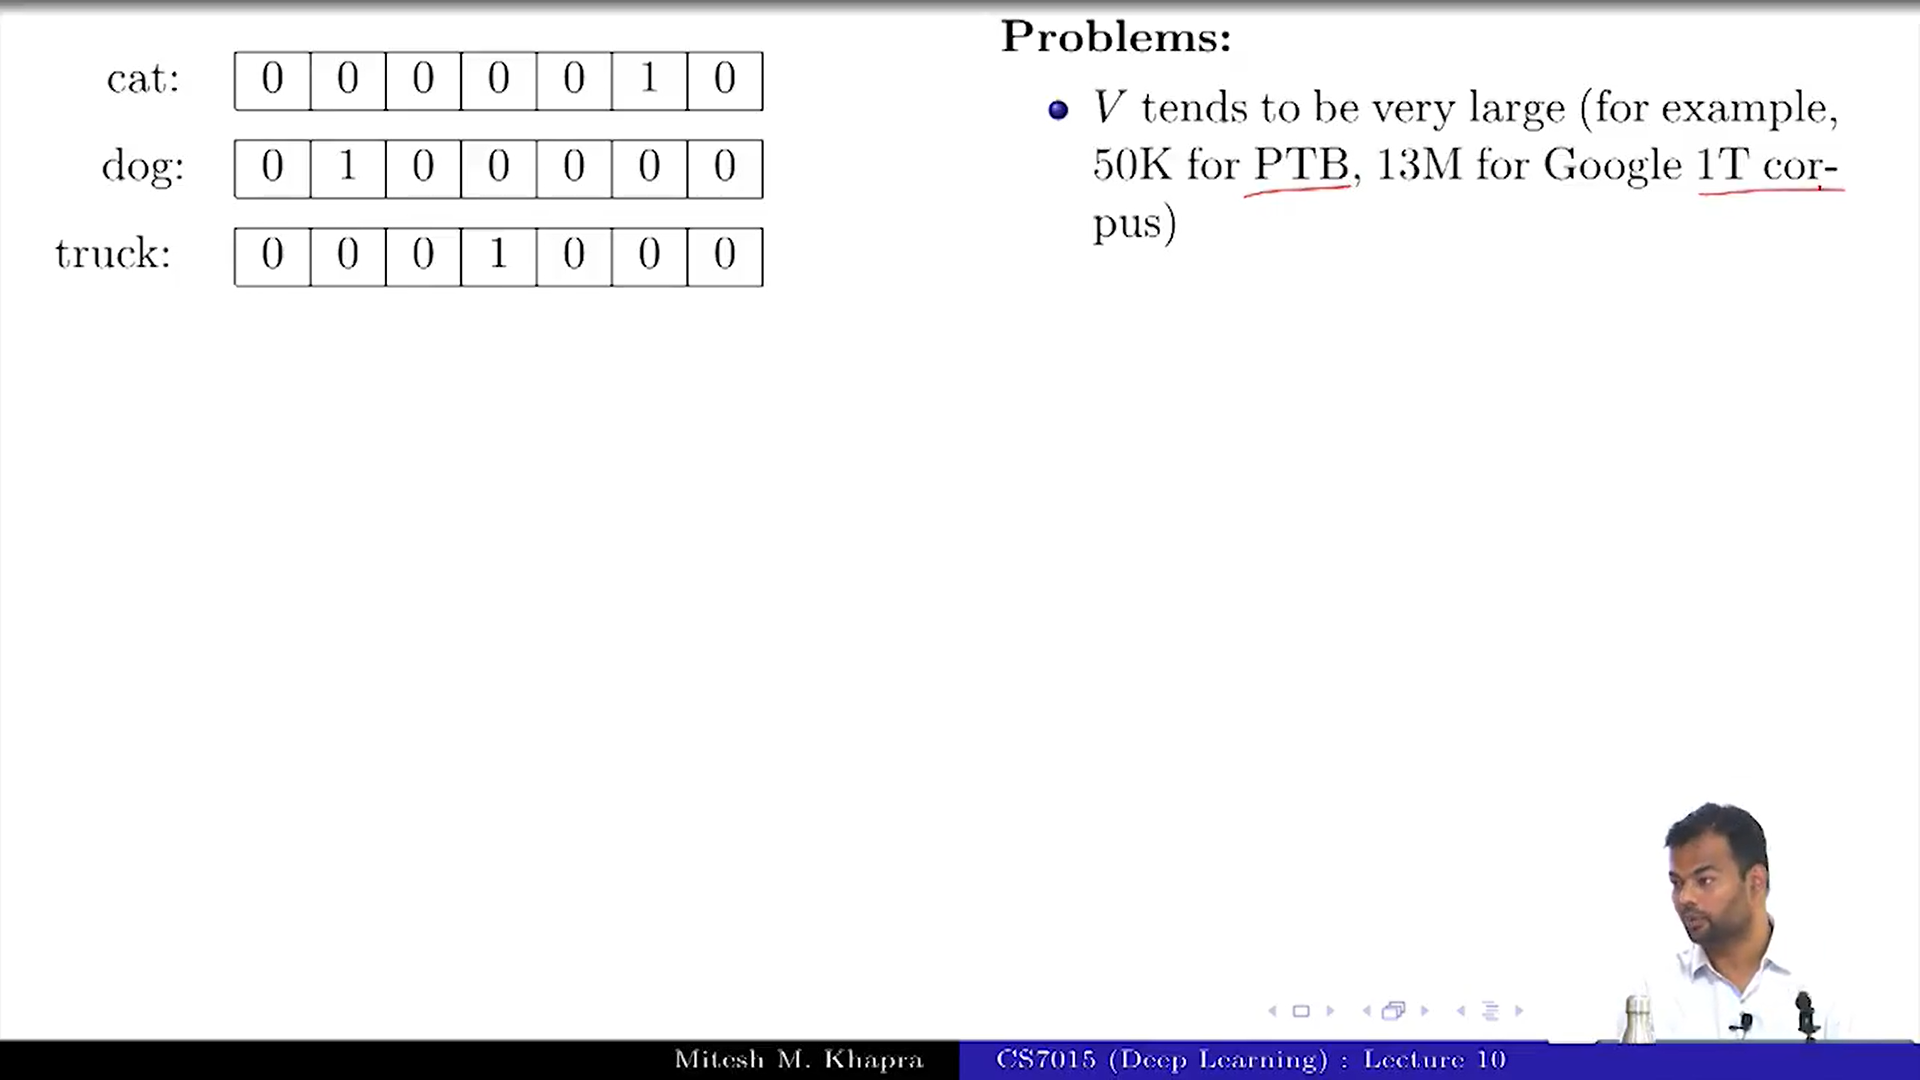 cat: 0 0 0 0 0 1 0
dog: 0 1 0 0 0 0 0
truck: 0 0 0 1 0 0 0
Problems:
V tends to be very large (for example,
50K for PTB, 13M for Google 1T cor-
pus)
Mitesh M. Khapra
CS7015 (Deep Learning) : Lecture 10